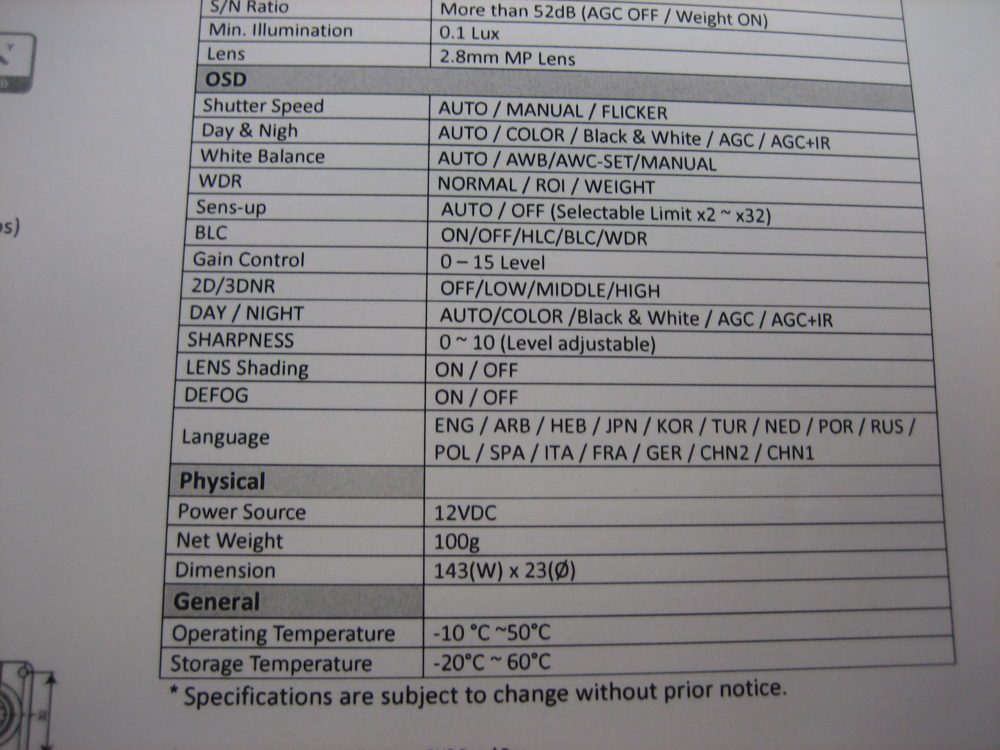 S/N Ratio More than 52dB (AGC OFF / Weight ON)
Min. Illumination 0.1 Lux
Lens 2.8mm MP Lens
OSD
Shutter Speed AUTO / MANUAL / FLICKER
Day & Nigh AUTO / COLOR / Black & White / AGC / AGC+IR
White Balance AUTO / AWB/AWC-SET/MANUAL
WDR NORMAL / ROI / WEIGHT
Sens-up AUTO / OFF (Selectable Limit x2 ~ x32)
BLC ON/OFF/HLC/BLC/WDR
Gain Control 0 – 15 Level
2D/3DNR OFF/LOW/MIDDLE/HIGH
DAY / NIGHT AUTO/COLOR /Black & White / AGC / AGC+IR
SHARPNESS 0 ~ 10 (Level adjustable)
LENS Shading ON / OFF
DEFOG ON / OFF
Language ENG / ARB / HEB / JPN / KOR / TUR / NED / POR / RUS /
POL / SPA / ITA / FRA / GER / CHN2 / CHN1
Physical
Power Source 12VDC
Net Weight 100g
Dimension 143(W) x 23(Ø)
General
Operating Temperature -10 °C ~50°C
Storage Temperature -20°C ~ 60°C
* Specifications are subject to change without prior notice.